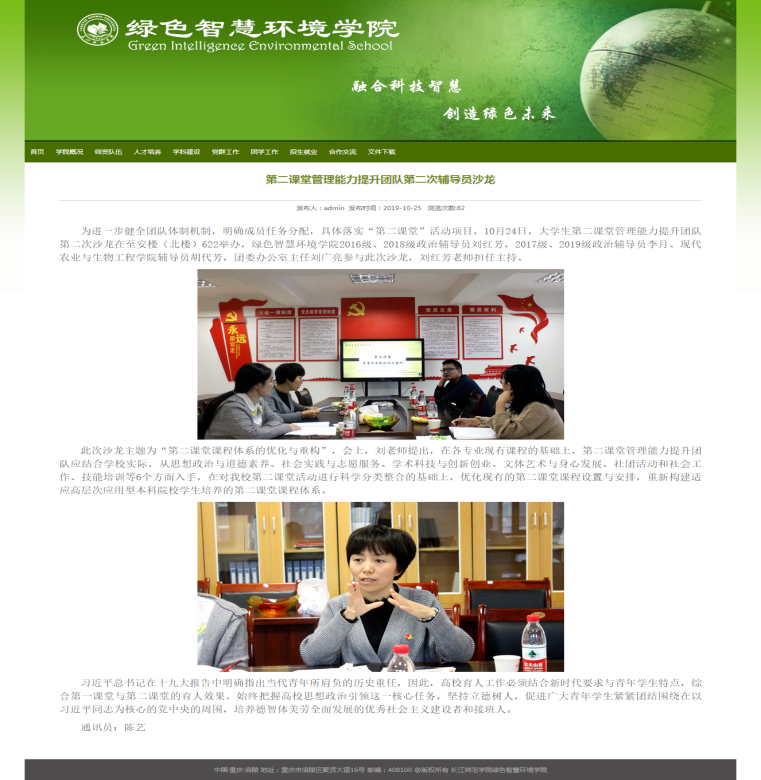 绿色智慧环境学院
Green Intelligence Environmental School
融合科技智慧
创造绿色未来
首页 学院概况 师资队伍 人才培养 学科建设 党群工作 团学工作 招生就业 合作交流 文件下载
第二课堂管理能力提升团队第二次辅导员沙龙
发布人：admin 发布时间：2019-10-25 浏览次数:82
为进一步健全团队体制机制，明确成员任务分配，具体落实“第二课堂”活动项目，10月24日，大学生第二课堂管理能力提升团队
第二次沙龙在至安楼（北楼）622举办，绿色智慧环境学院2016级、2018级政治辅导员刘红芳，2017级、2019级政治辅导员李月、现代
农业与生物工程学院辅导员胡代芳，团委办公室主任刘广亮参与此次沙龙，刘红芳老师担任主持。
永远
跟党走
三会一课制度
党员教育管理制度
党员义务
党员权利
此次沙龙主题为“第二课堂课程体系的优化与重构”，会上，刘老师提出，在各专业现有课程的基础上，第二课堂管理能力提升团
队应结合学校实际，从思想政治与道德素养、社会实践与志愿服务、学术科技与创新创业、文体艺术与身心发展、社团活动和社会工
作、技能培训等6个方面入手，在对我校第二课堂活动进行科学分类整合的基础上，优化现有的第二课堂课程设置与安排，重新构建适
应高层次应用型本科院校学生培养的第二课堂课程体系。
农夫山泉
习近平总书记在十九大报告中明确指出当代青年所肩负的历史重任，因此，高校育人工作必须结合新时代要求与青年学生特点，综
合第一课堂与第二课堂的育人效果，始终把握高校思想政治引领这一核心任务，坚持立德树人，促进广大青年学生紧紧团结围绕在以
习近平同志为核心的党中央的周围，培养德智体美劳全面发展的优秀社会主义建设者和接班人。
通讯员：陈艺
中国·重庆·涪陵 地址：重庆市涪陵区聚贤大道16号 邮编：408100 @版权所有 长江师范学院绿色智慧环境学院